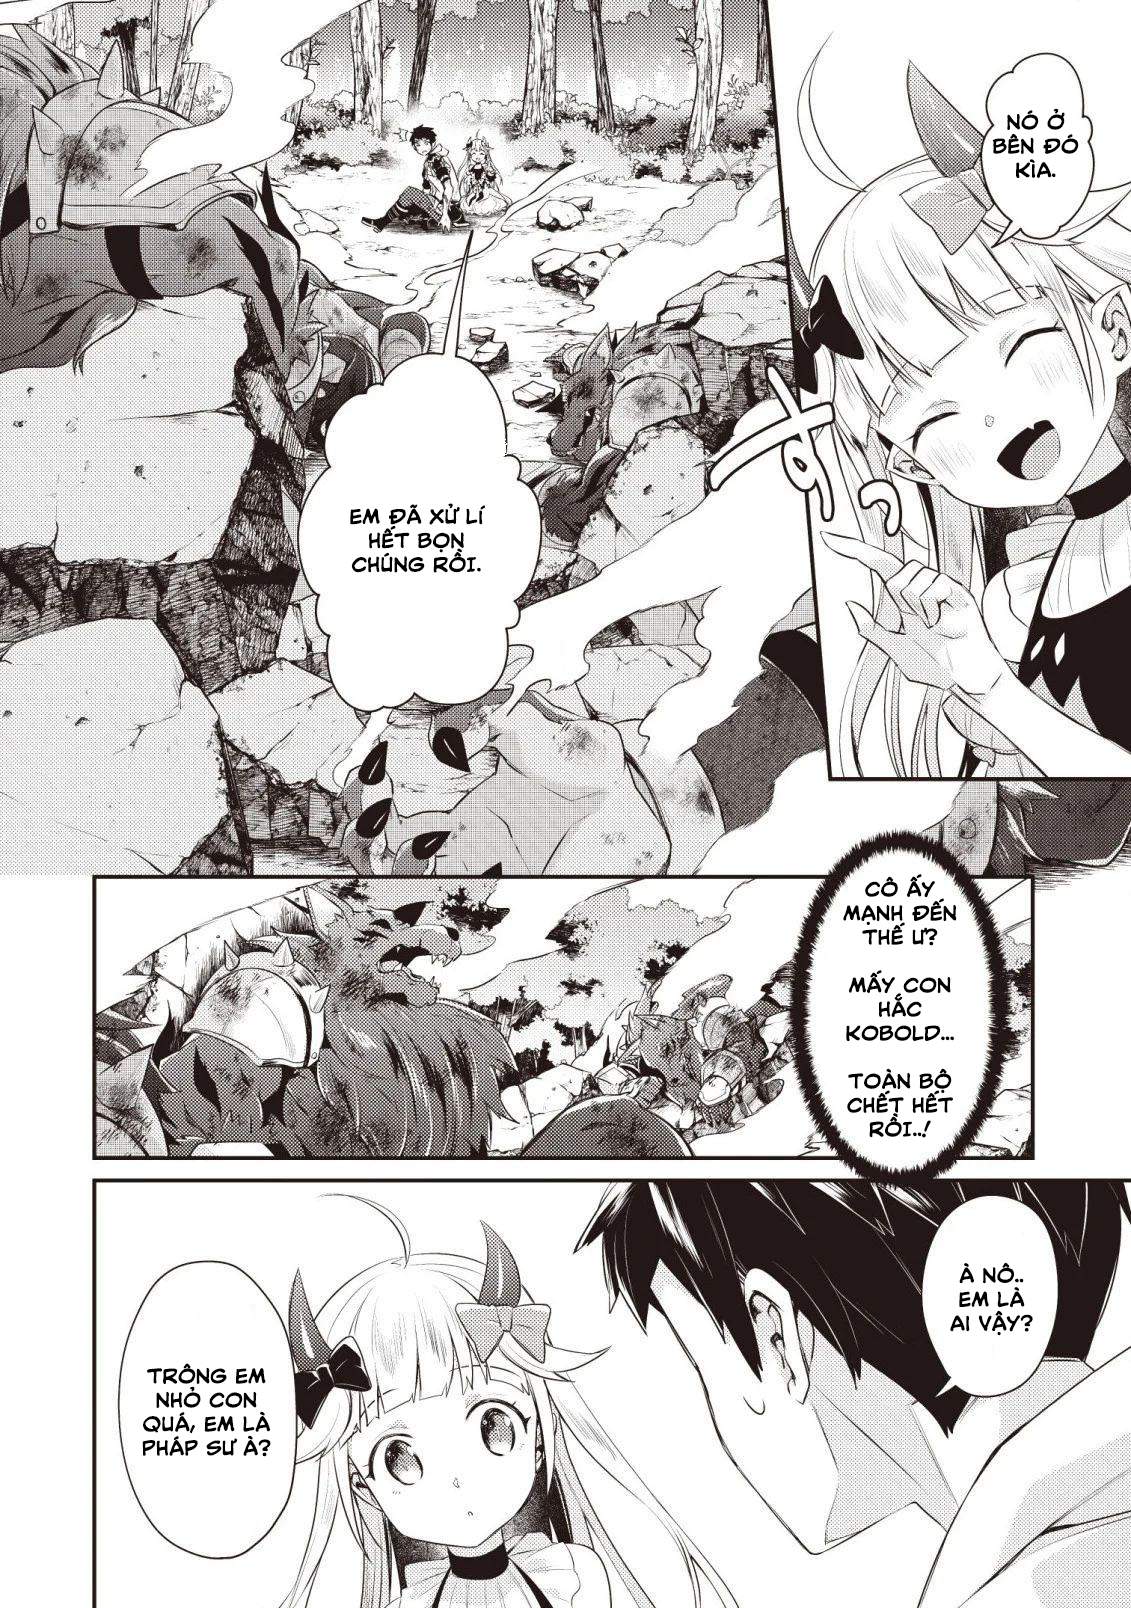 NÓ Ở
BÊN ĐÓ
KÌA.
すっ
EM ĐÃ XỬ LÍ
HẾT BỌN
CHÚNG RỒI.
CÔ ẤY
MẠNH ĐẾN
THẾ Ư?
MẤY CON
HẮC
KOBOLD...
TOÀN BỘ
CHẾT HẾT
RỒI..!
À NÔ..
EM LÀ
AI VẬY?
TRÔNG EM
NHỎ CON
QUÁ, EM LÀ
PHÁP SƯ À?